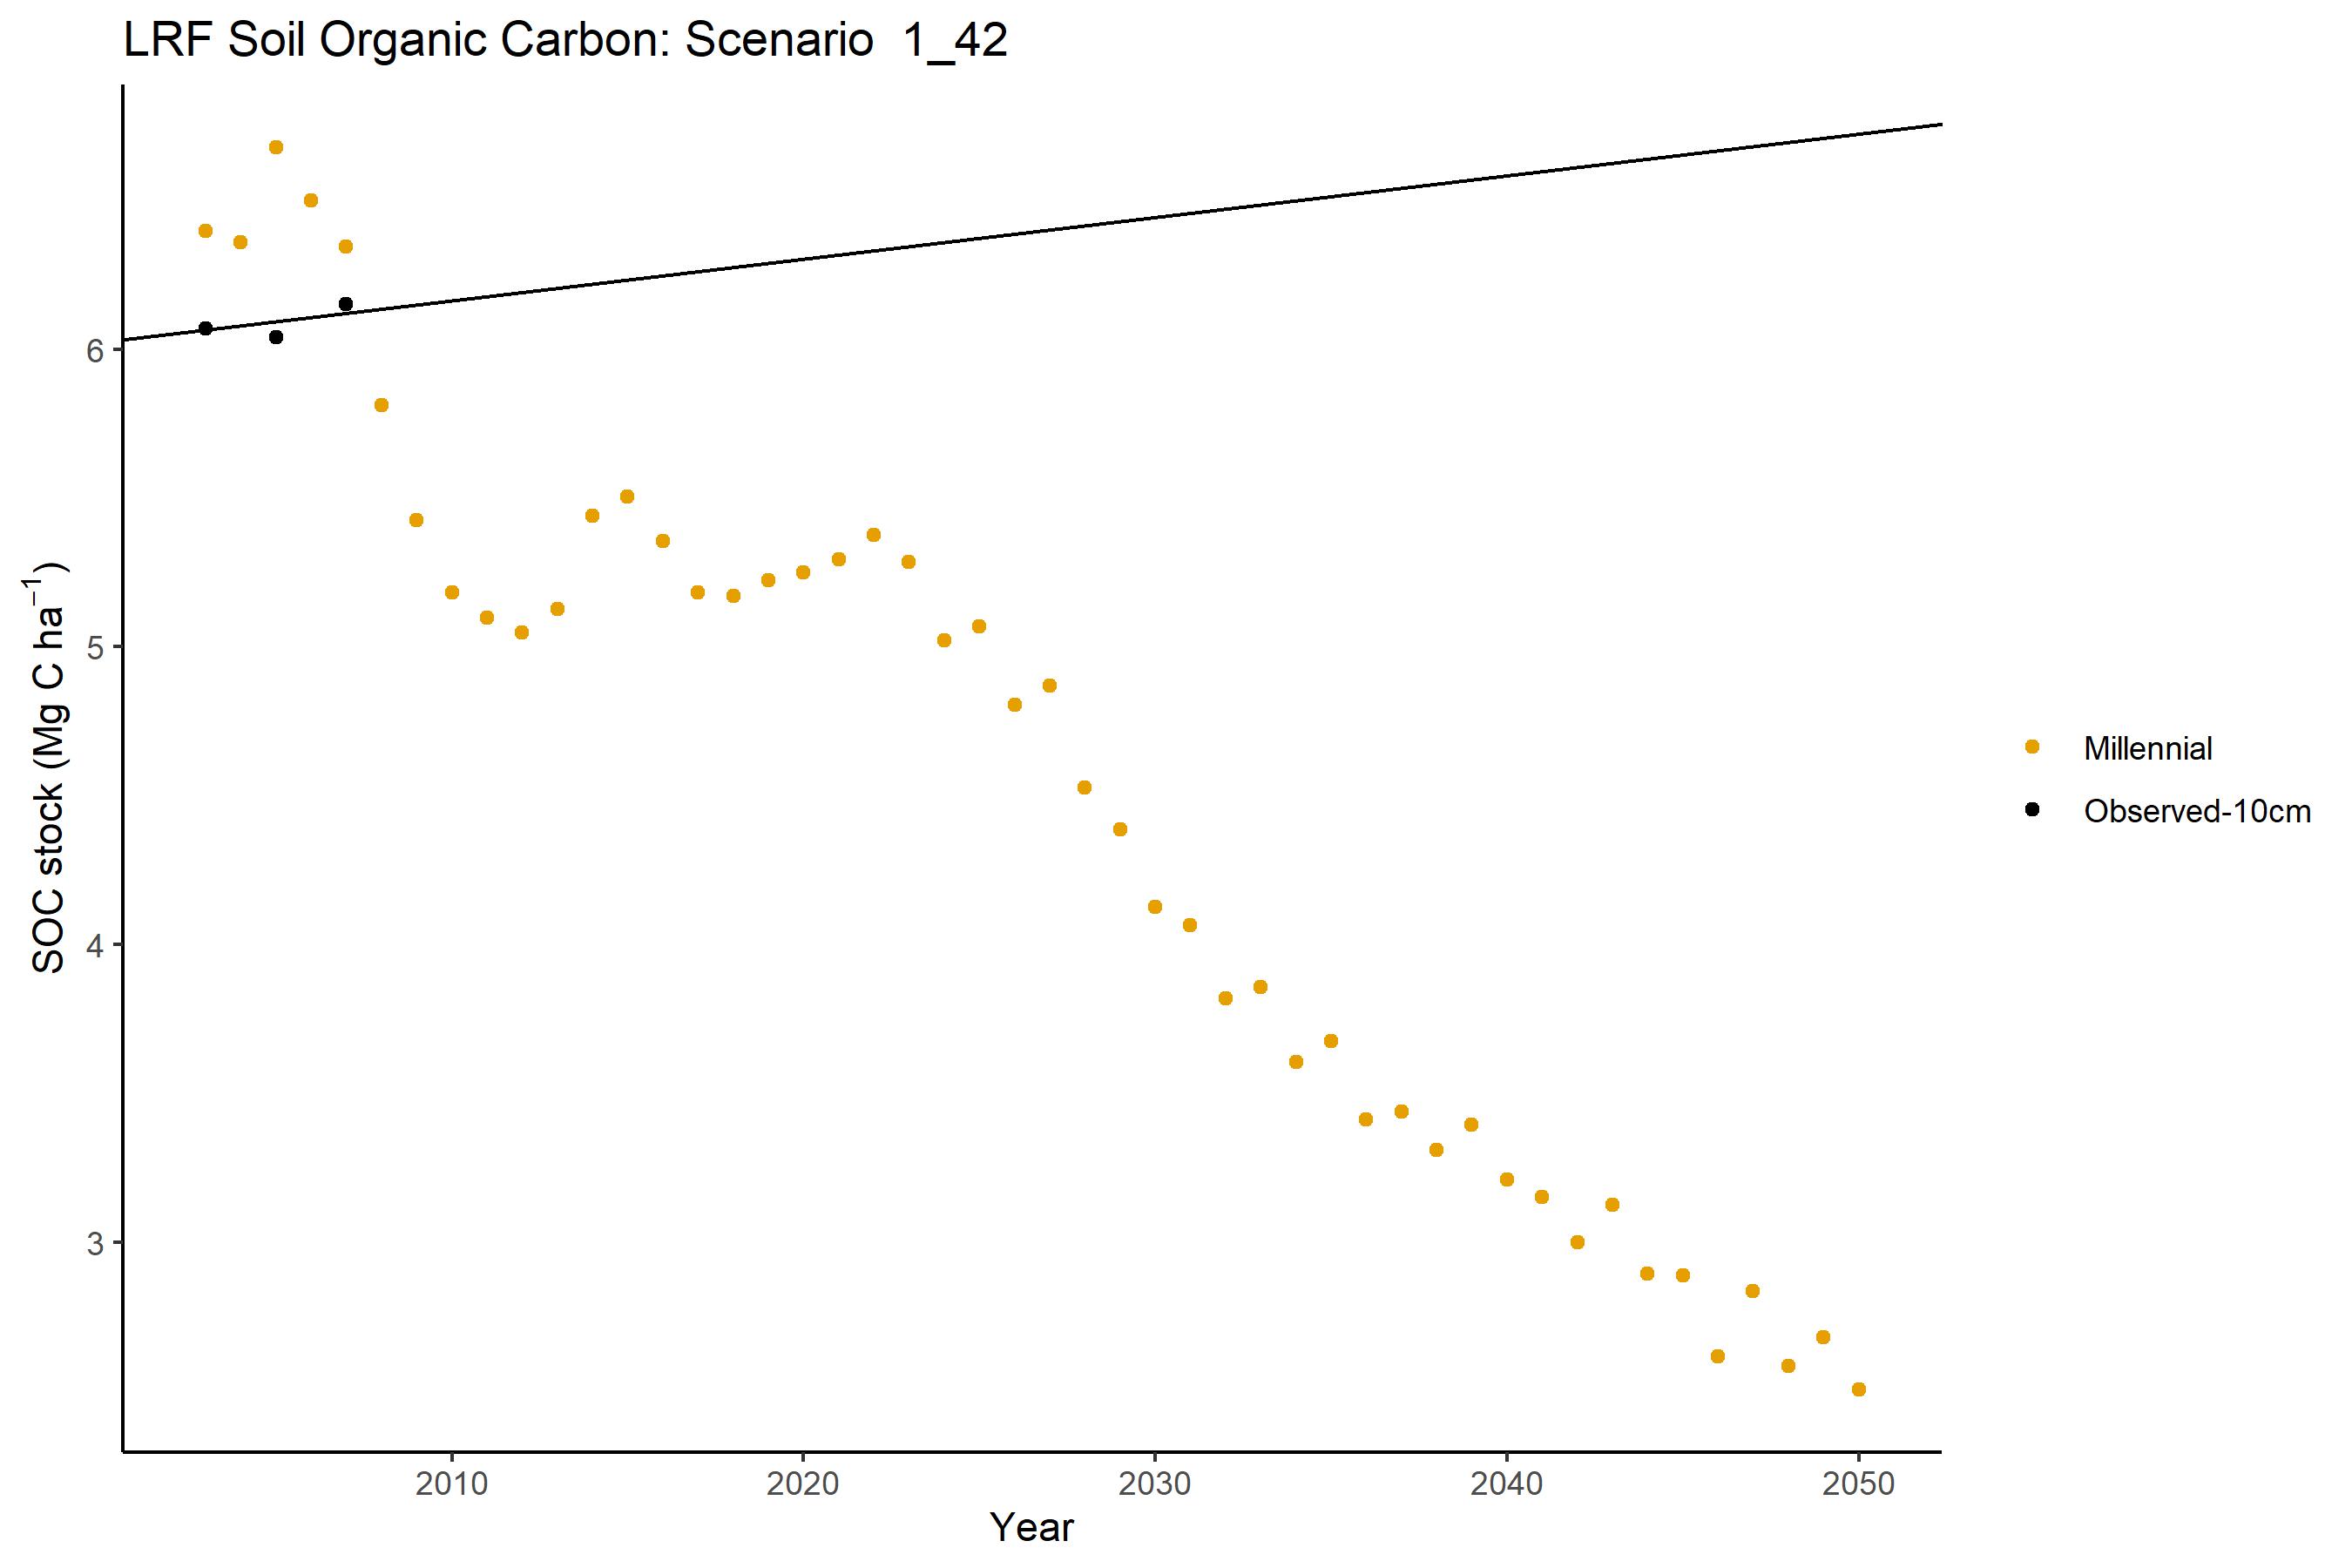 LRF Soil Organic Carbon: Scenario  1_42
SOC stock (Mg C ha⁻¹)
6
5
4
3
2010 2020 2030 2040 2050
Year
Millennial
Observed-10cm